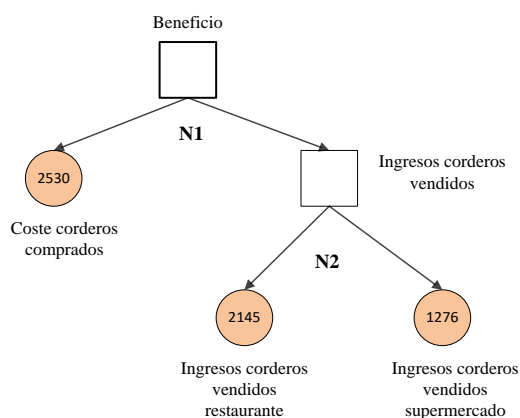 Beneficio
N1
2530
Ingresos corderos
vendidos
Coste corderos
comprados
N2
2145
1276
Ingresos corderos
vendidos
restaurante
Ingresos corderos
vendidos
supermercado